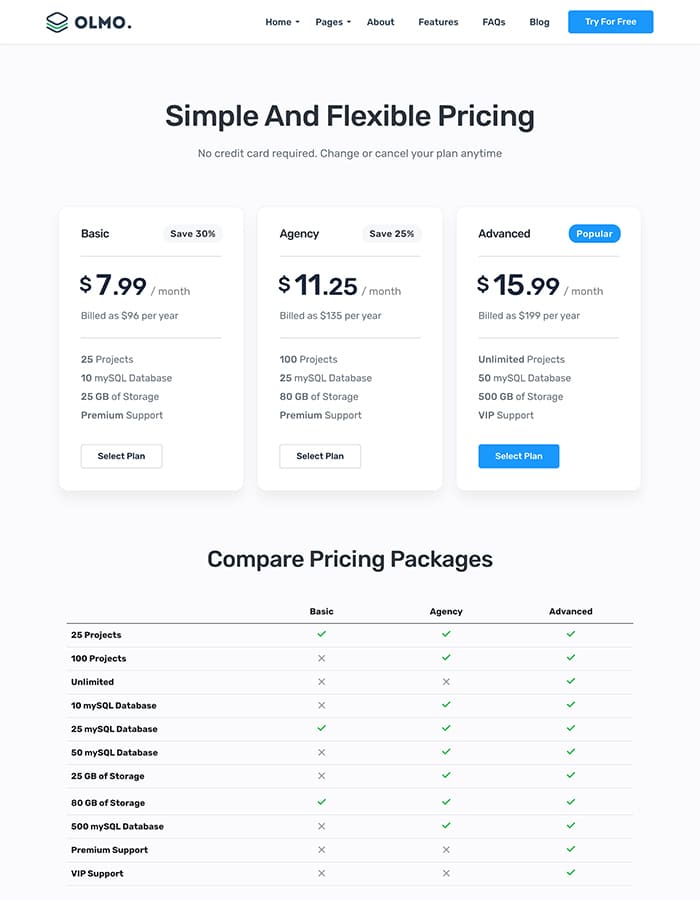 OLMO. Home Pages About Features FAQs Blog Try For Free
Simple And Flexible Pricing
No credit card required. Change or cancel your plan anytime
Basic Save 30%
$7.99 / month
Billed as $96 per year
25 Projects
10 mySQL Database
25 GB of Storage
Premium Support
Select Plan
Agency Save 25%
$11.25 / month
Billed as $135 per year
100 Projects
25 mySQL Database
80 GB of Storage
Premium Support
Select Plan
Advanced Popular
$15.99 / month
Billed as $199 per year
Unlimited Projects
50 mySQL Database
500 GB of Storage
VIP Support
Select Plan
Compare Pricing Packages
Basic Agency Advanced
25 Projects ✓ ✓ ✓
100 Projects × ✓ ✓
Unlimited × × ✓
10 mySQL Database × ✓ ✓
25 mySQL Database ✓ ✓ ✓
50 mySQL Database × ✓ ✓
25 GB of Storage × ✓ ✓
80 GB of Storage ✓ ✓ ✓
500 mySQL Database × ✓ ✓
Premium Support × × ✓
VIP Support × × ✓